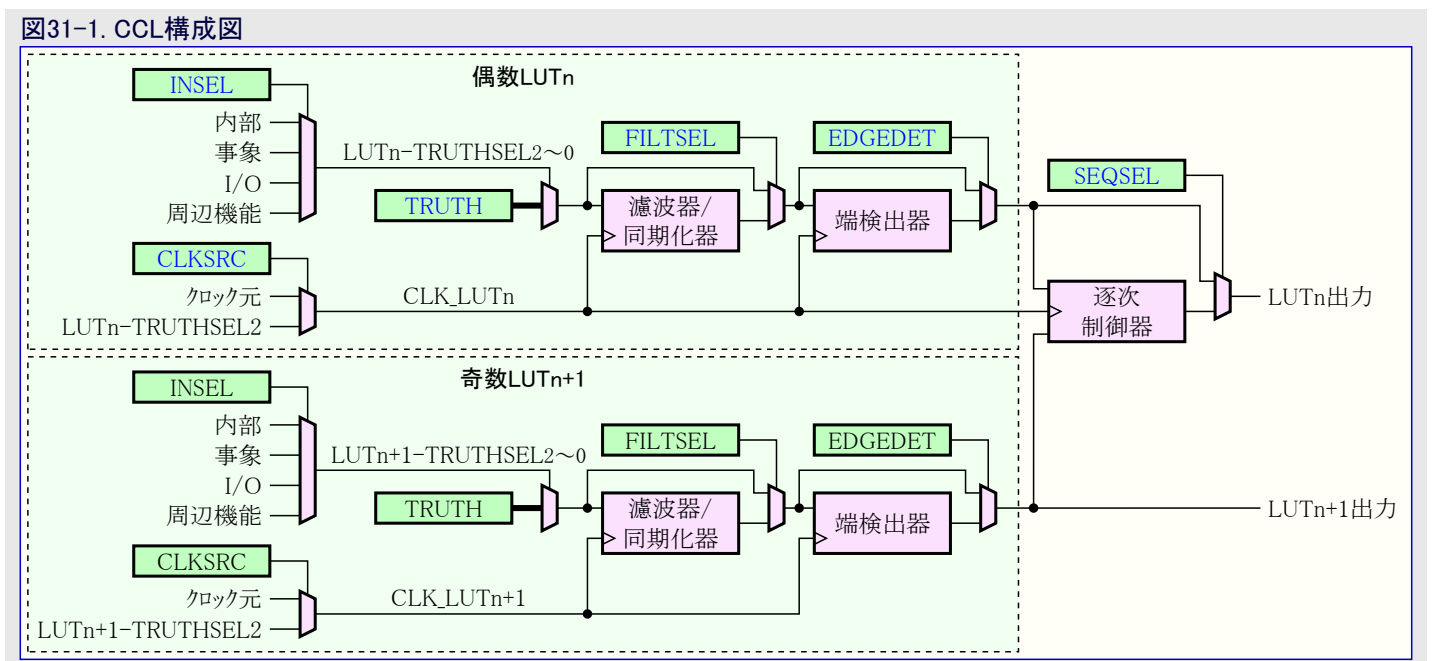 図31-1. CCL構成図
偶数LUTn
INSEL
内部
事象
I/O
周辺機能
LUTn-TRUTHSEL2～0
TRUTH
FILTSEL
濾波器/
同期化器
EDGEDET
端検出器
SEQSEL
CLKSRC
クロック元
LUTn-TRUTHSEL2
CLK_LUTn
逐次
制御器
LUTn出力
奇数LUTn+1
INSEL
内部
事象
I/O
周辺機能
LUTn+1-TRUTHSEL2～0
TRUTH
FILTSEL
濾波器/
同期化器
EDGEDET
端検出器
LUTn+1出力
CLKSRC
クロック元
LUTn+1-TRUTHSEL2
CLK_LUTn+1